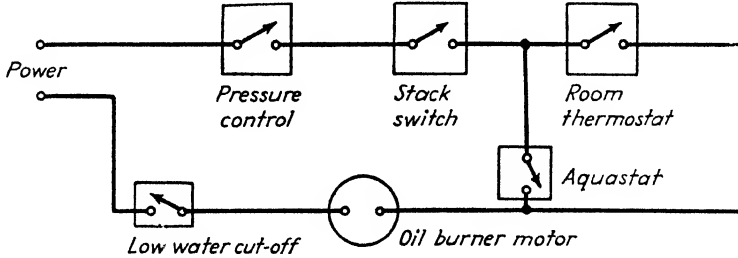 Power
Pressure
control
Stack
switch
Room
thermostat
Aquastat
Low water cut-off
Oil burner motor